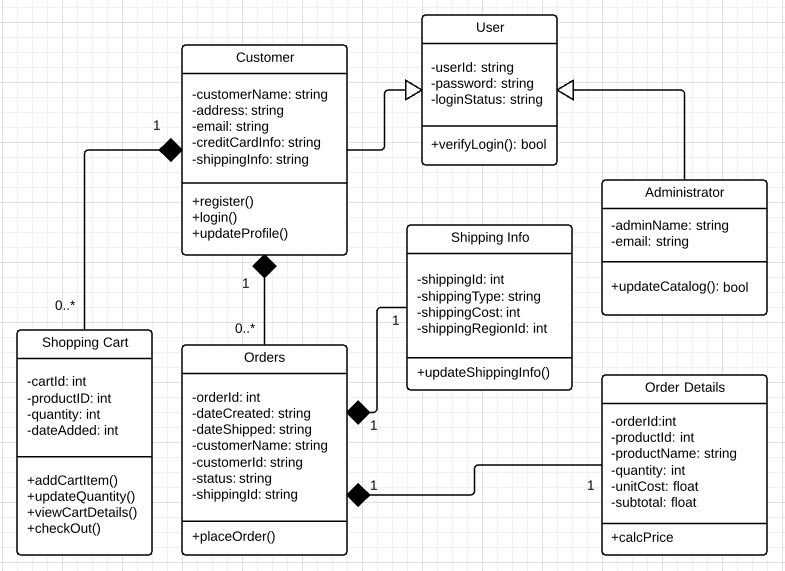 User
-userId: string
-password: string
-loginStatus: string
+verifyLogin(): bool
Customer
-customerName: string
-address: string
-email: string
-creditCardInfo: string
-shippingInfo: string
+register()
+login()
+updateProfile()
1
0..*
1
0..*
Administrator
-adminName: string
-email: string
+updateCatalog(): bool
Shipping Info
-shippingId: int
-shippingType: string
-shippingCost: int
-shippingRegionId: int
+updateShippingInfo()
1
1
Shopping Cart
-cartId: int
-productID: int
-quantity: int
-dateAdded: int
+addCartItem()
+updateQuantity()
+viewCartDetails()
+checkOut()
Orders
-orderId: int
-dateCreated: string
-dateShipped: string
-customerName: string
-customerId: string
-status: string
-shippingId: string
+placeOrder()
1
1
Order Details
-orderId:int
-productId: int
-productName: string
-quantity: int
-unitCost: float
-subtotal: float
+calcPrice